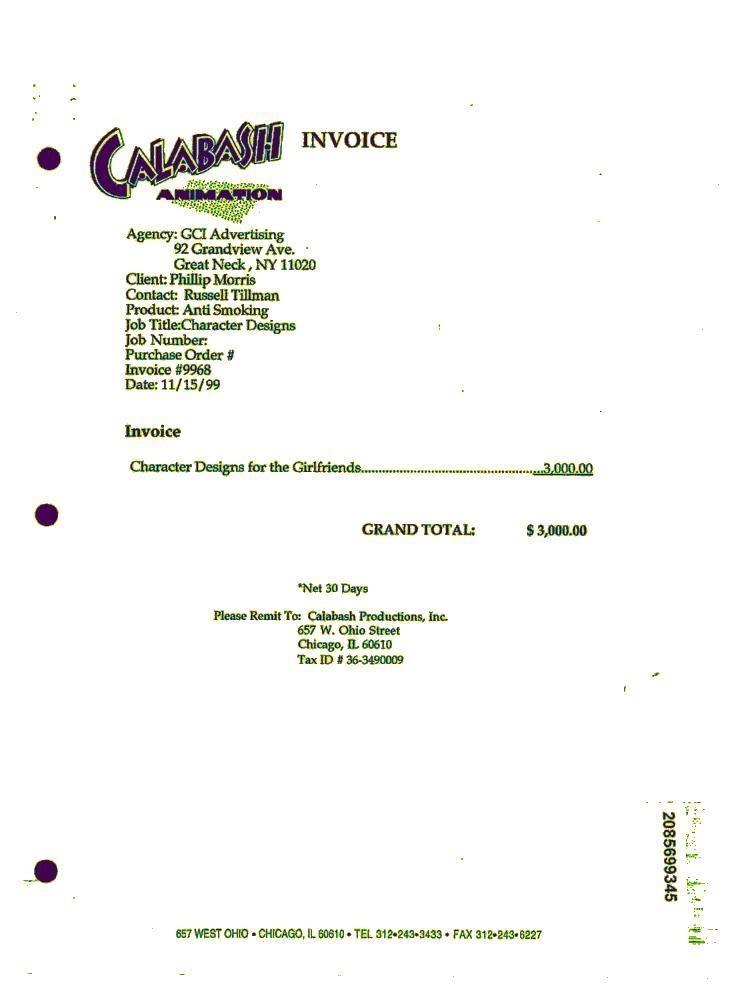 CALABASH
ANIMATION
INVOICE
Agency: GCI Advertising
92 Grandview Ave.
Great Neck , NY 11020
Client: Phillip Morris
Contact: Russell Tillman
Product: Anti Smoking
Job Title:Character Designs
Job Number:
Purchase Order #
Invoice #9968
Date: 11/15/99
Invoice
Character Designs for the Girlfriends......................................................3,000.00
GRAND TOTAL: $ 3,000.00
*Net 30 Days
Please Remit To: Calabash Productions, Inc.
657 W. Ohio Street
Chicago, IL 60610
Tax ID # 36-3490009
2085699345
657 WEST OHIO • CHICAGO, IL 60610 • TEL 312•243•3433 • FAX 312•243•6227